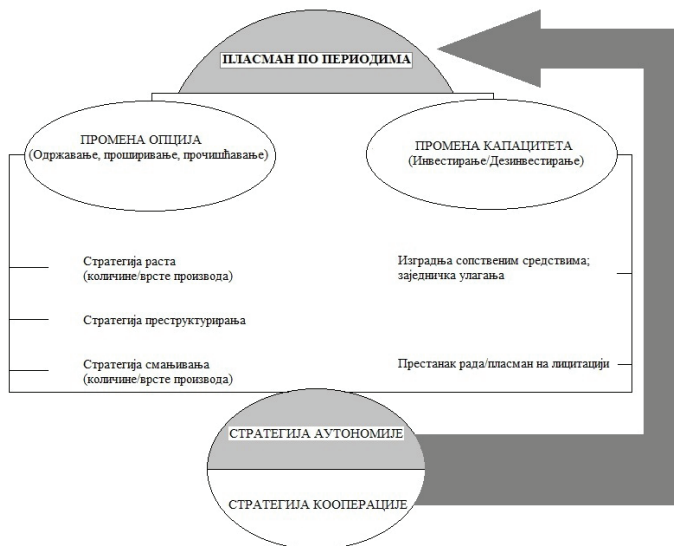 ПЛАСМАН ПО ПЕРИОДИМА
ПРОМЕНА ОПЦИЈА
(Одржавање, проширивање, прочишћавање)
ПРОМЕНА КАПАЦИТЕТА
(Инвестирање/Дезинвестирање)
Стратегија раста
(количине/врсте производа)
Стратегија преструктурирања
Стратегија смањивања
(количине/врсте производа)
Изградња сопственим средствима;
заједничка улагања
Престанак рада/пласман на лицитацији
СТРАТЕГИЈА АУТОНОМИЈЕ
СТРАТЕГИЈА КООПЕРАЦИЈЕ